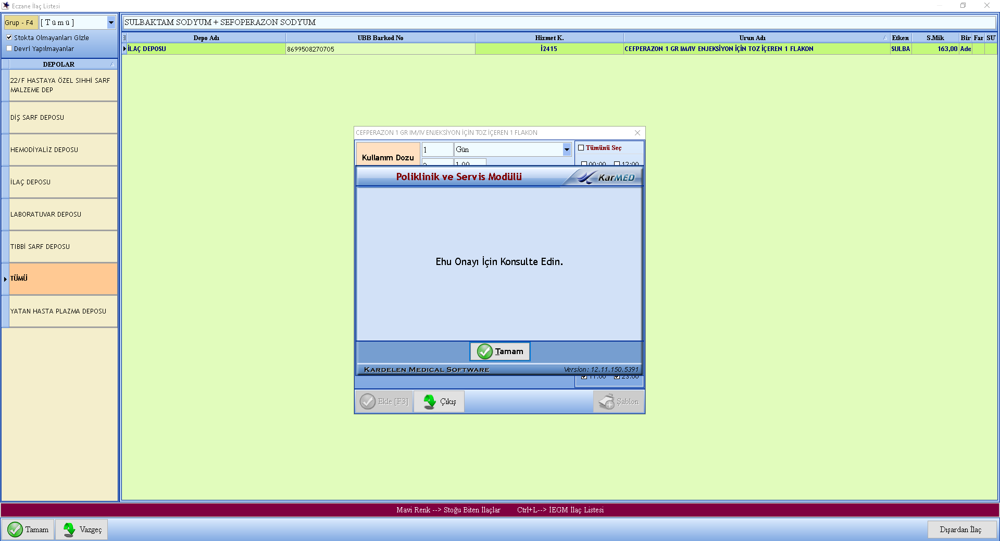 Eczane İlaç Listesi
Grup - F4
[ T ü m ü ]
Stokta Olmayanları Gizle
Devri Yapılmayanlar
DEPOLAR
22/F HASTAYA ÖZEL SIHHİ SARF
MALZEME DEP
DİŞ SARF DEPOSU
HEMODİYALİZ DEPOSU
İLAÇ DEPOSU
LABORATUVAR DEPOSU
TIBBİ SARF DEPOSU
TÜMÜ
YATAN HASTA PLAZMA DEPOSU
SULBAKTAM SODYUM + SEFOPERAZON SODYUM
Depo Adı UBB Barkod No Hizmet K. Urun Adı Etken S.Mik Bir Far SU
İLAÇ DEPOSU 8699508270705 İ2415 CEFPERAZON 1 GR IM/IV ENJEKSİYON İÇİN TOZ İÇEREN 1 FLAKON SULBA 163,00 Ade
CEFPERAZON 1 GR IM/IV ENJEKSİYON İÇİN TOZ İÇEREN 1 FLAKON
Kullanım Dozu
1
Gün
1,00
Tümünü Seç
00:00 12:00
Poliklinik ve Servis Modülü
KarMED
Ehu Onayı İçin Konsulte Edin.
Tamam
KARDELEN MEDICAL SOFTWARE
Version: 12.11.150.5391
11:00 23:00
Ekle [F3]
Çıkış
Şablon
Mavi Renk --> Stoğu Biten İlaçlar Ctrl+L--> İEGM İlaç Listesi
Tamam
Vazgeç
Dışardan İlaç